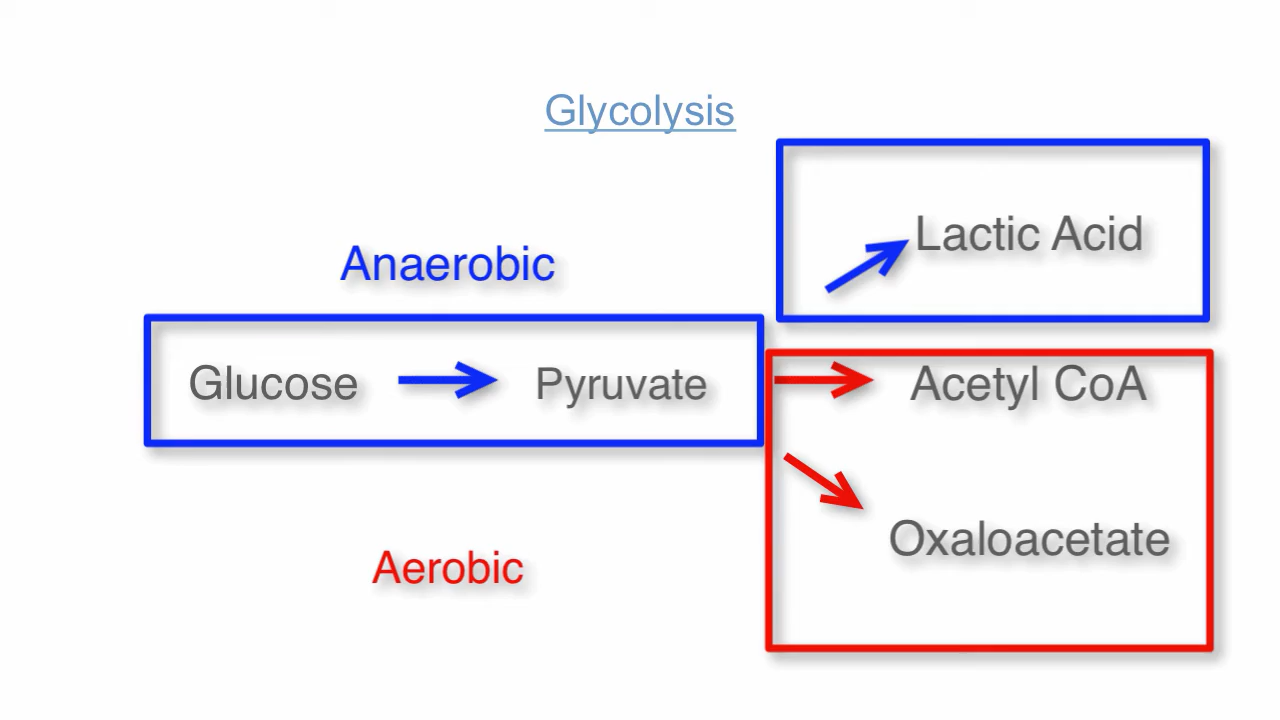 Glycolysis
Lactic Acid
Anaerobic
Glucose
Pyruvate
Acetyl CoA
Oxaloacetate
Aerobic